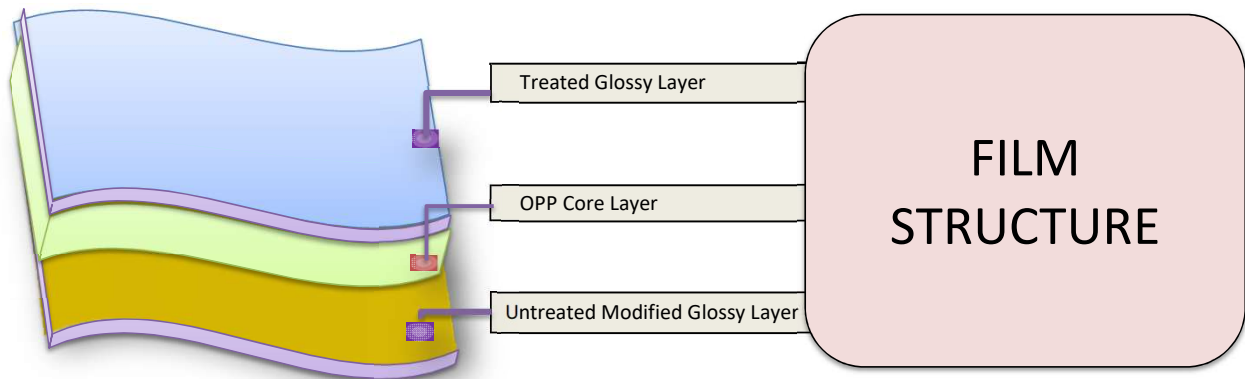 Treated Glossy Layer
OPP Core Layer
Untreated Modified Glossy Layer
FILM
STRUCTURE